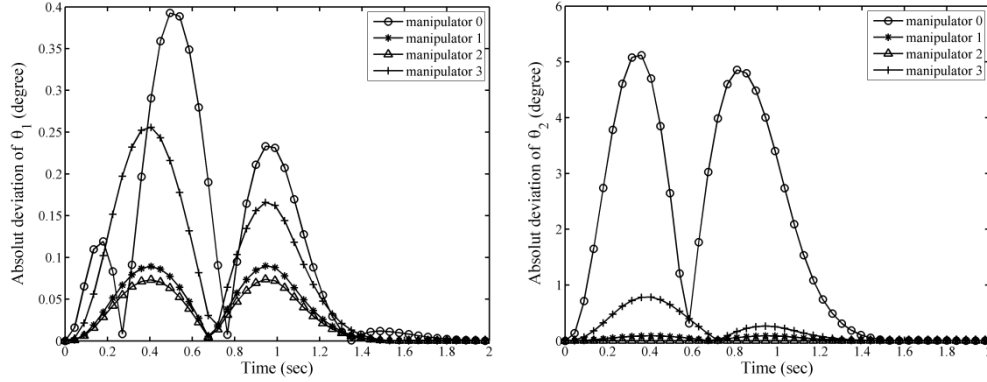 0.4
0.35
0.3
0.25
0.2
0.15
0.1
0.05
0
Absolut deviation of θ1 (degree)
manipulator 0
manipulator 1
manipulator 2
manipulator 3
0 0.2 0.4 0.6 0.8 1 1.2 1.4 1.6 1.8 2
Time (sec)
6
5
4
3
2
1
0
Absolut deviation of θ2 (degree)
manipulator 0
manipulator 1
manipulator 2
manipulator 3
0 0.2 0.4 0.6 0.8 1 1.2 1.4 1.6 1.8
Time (sec)